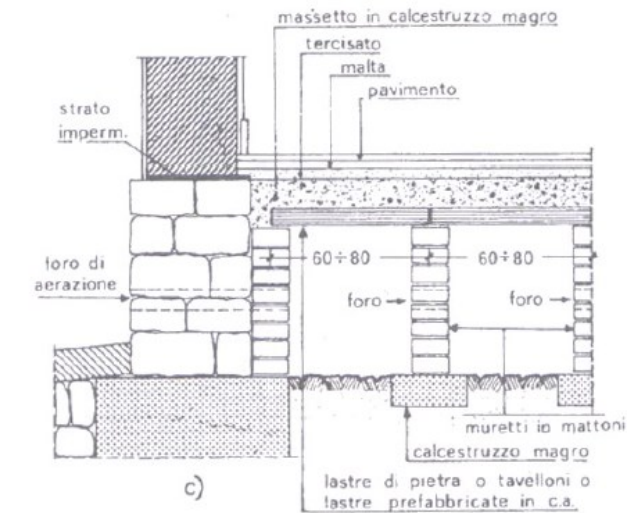 massetto in calcestruzzo magro
tercisato
malta
pavimento
strato
imperm.
foro di
aerazione
60÷80
60÷80
foro
foro
muretti in mattoni
calcestruzzo magro
c)
lastre di pietra o tavelloni o
lastre prefabbricate in c.a.